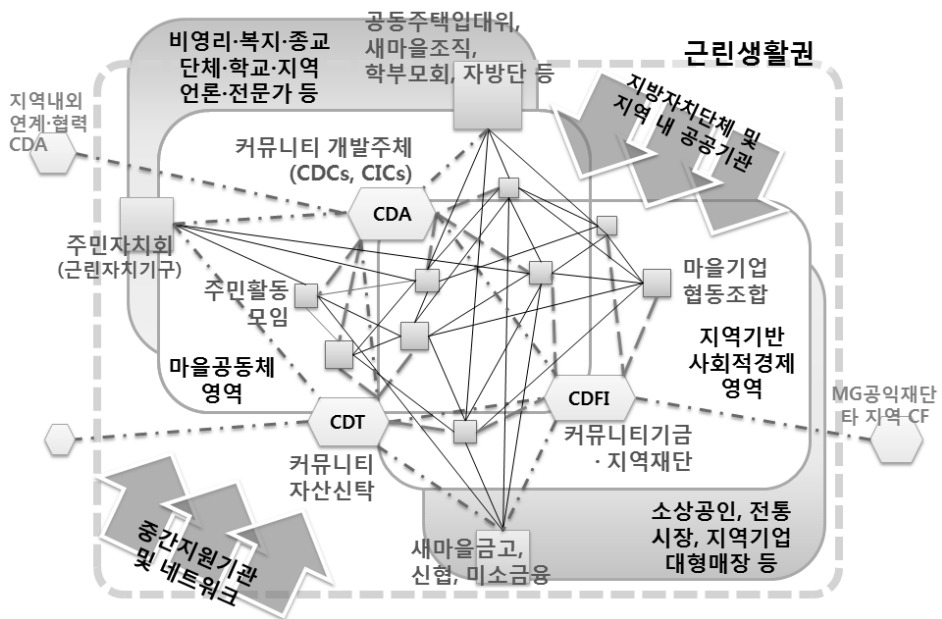 비영리·복지·종교
단체·학교·지역
언론·전문가 등
공동주택입대위,
새마을조직,
학부모회, 자방단 등
근린생활권
지방자치단체 및
지역 내 공공기관
지역내외
연계·협력
CDA
커뮤니티 개발주체
(CDCs, CICs)
CDA
주민자치회
(근린자치기구)
주민활동
모임
마을기업
협동조합
마을공동체
영역
지역기반
사회적경제
영역
CDT
커뮤니티
자산신탁
CDFI
커뮤니티기금
·지역재단
MG공익재단
타 지역 CF
중간지원기관
및 네트워크
새마을금고,
신협, 미소금융
소상공인, 전통
시장, 지역기업
대형매장 등